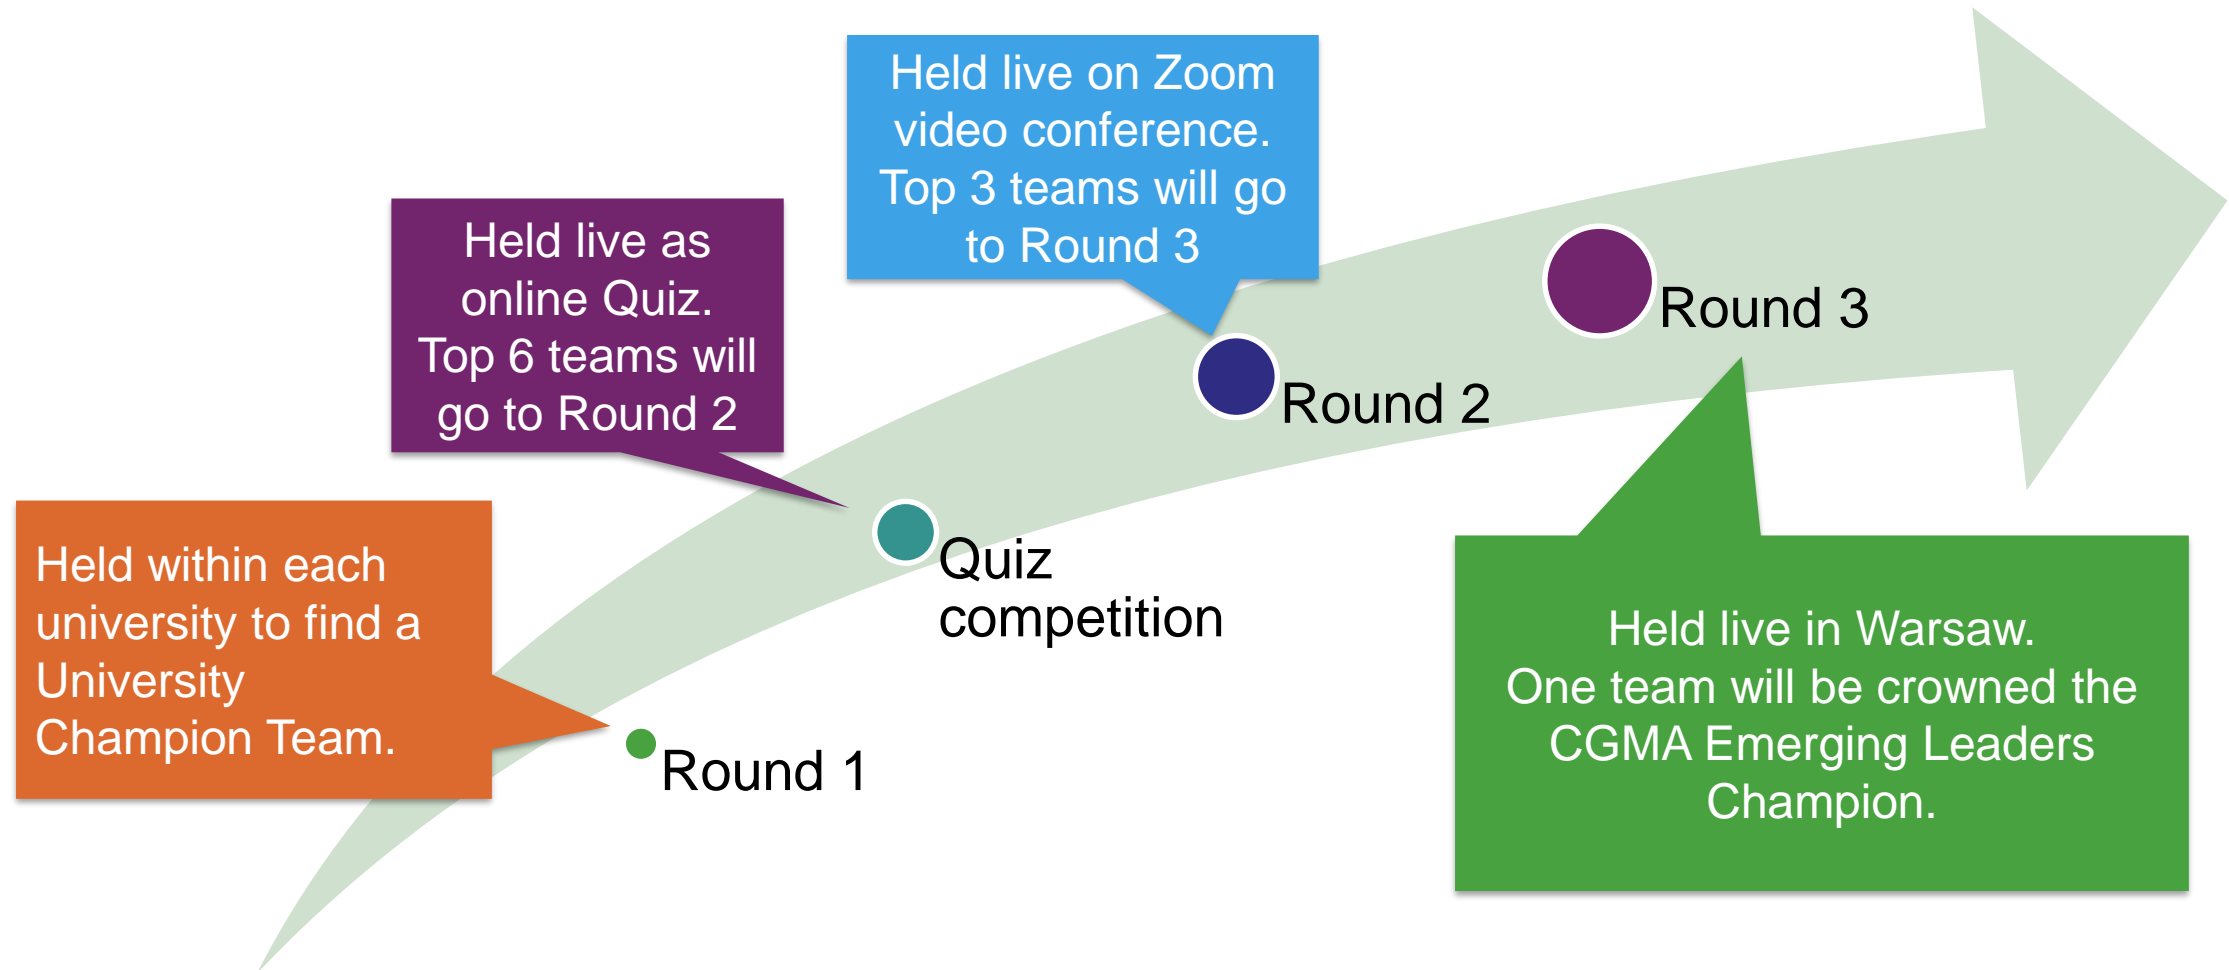 Held within each
university to find a
University
Champion Team.
Round 1
Held live as
online Quiz.
Top 6 teams will
go to Round 2
Quiz
competition
Held live on Zoom
video conference.
Top 3 teams will go
to Round 3
Round 2
Round 3
Held live in Warsaw.
One team will be crowned the
CGMA Emerging Leaders
Champion.